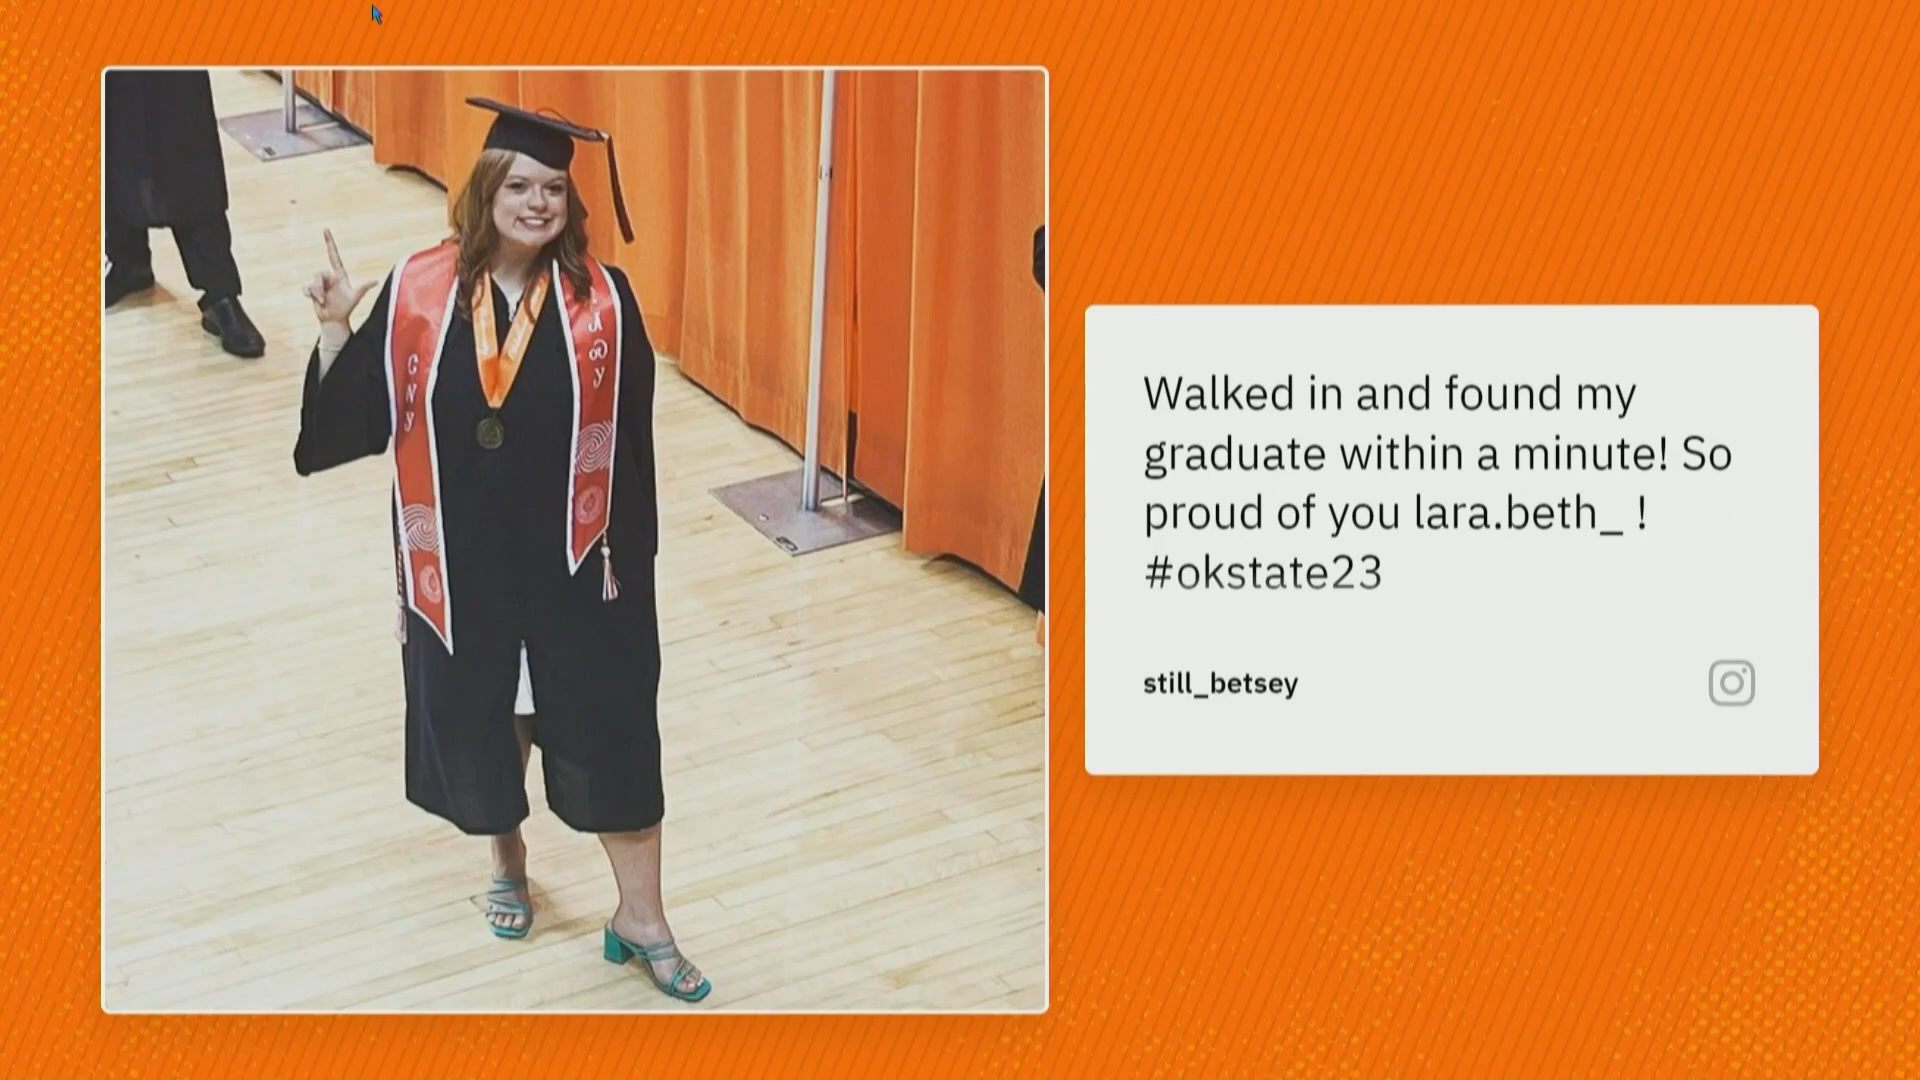 Walked in and found my
graduate within a minute! So
proud of you lara.beth_ !
#okstate23
still_betsey